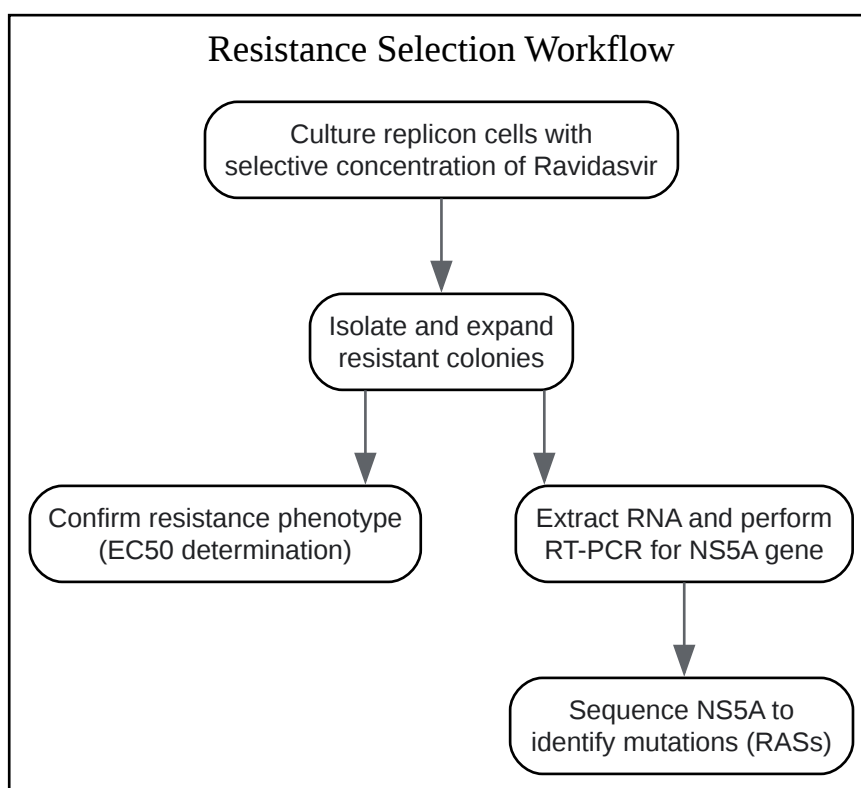 Resistance Selection Workflow
Culture replicon cells with
selective concentration of Ravidasvir
Isolate and expand
resistant colonies
Confirm resistance phenotype
(EC50 determination)
Extract RNA and perform
RT-PCR for NS5A gene
Sequence NS5A to
identify mutations (RASs)